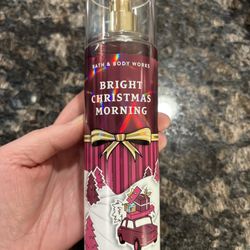 BATH & BODY WORKS
BRIGHT
CHRISTMAS
MORNING